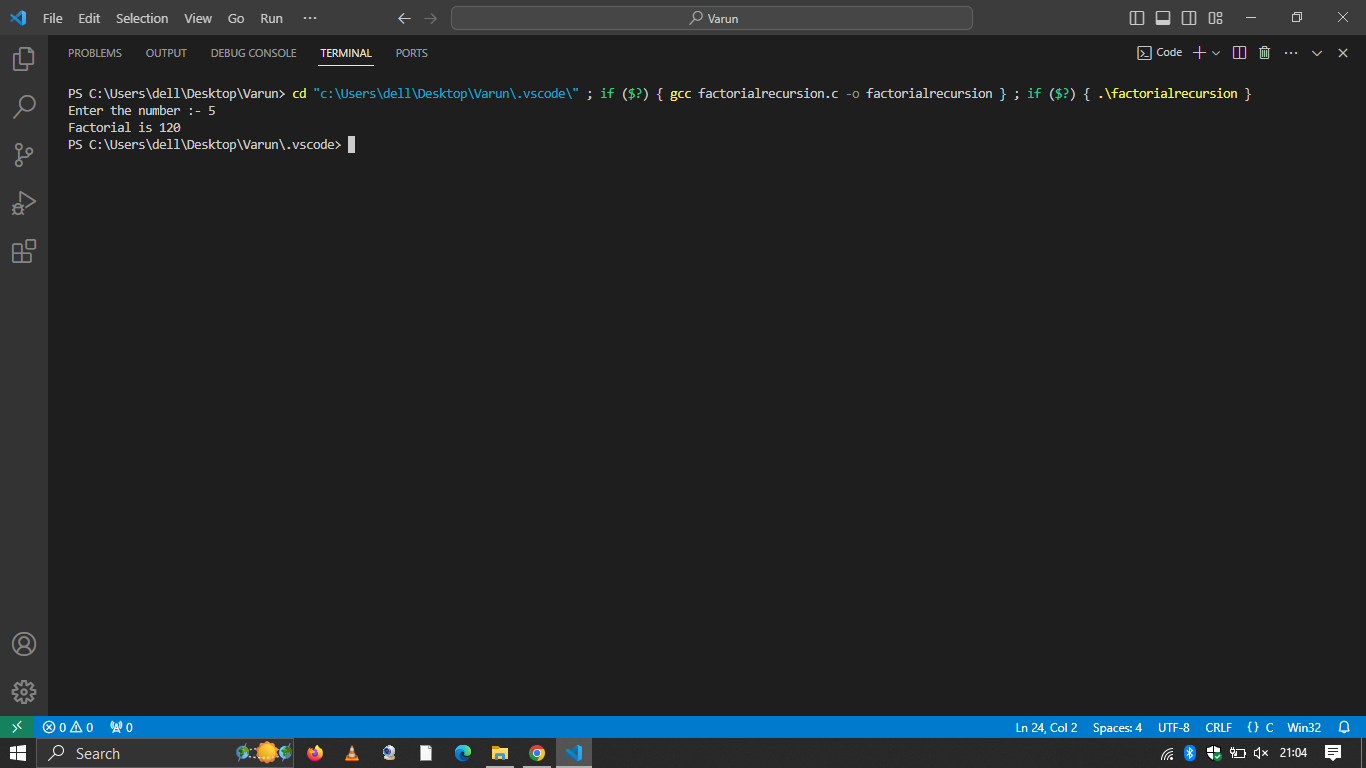 File Edit Selection View Go Run ··· Varun
PROBLEMS OUTPUT DEBUG CONSOLE TERMINAL PORTS Code
PS C:\Users\dell\Desktop\Varun> cd "c:\Users\dell\Desktop\Varun\.vscode\" ; if ($?) { gcc factorialrecursion.c -o factorialrecursion } ; if ($?) { .\factorialrecursion }
Enter the number :- 5
Factorial is 120
PS C:\Users\dell\Desktop\Varun\.vscode>
0 0 0 Ln 24, Col 2 Spaces: 4 UTF-8 CRLF {} C Win32
Search 21:04